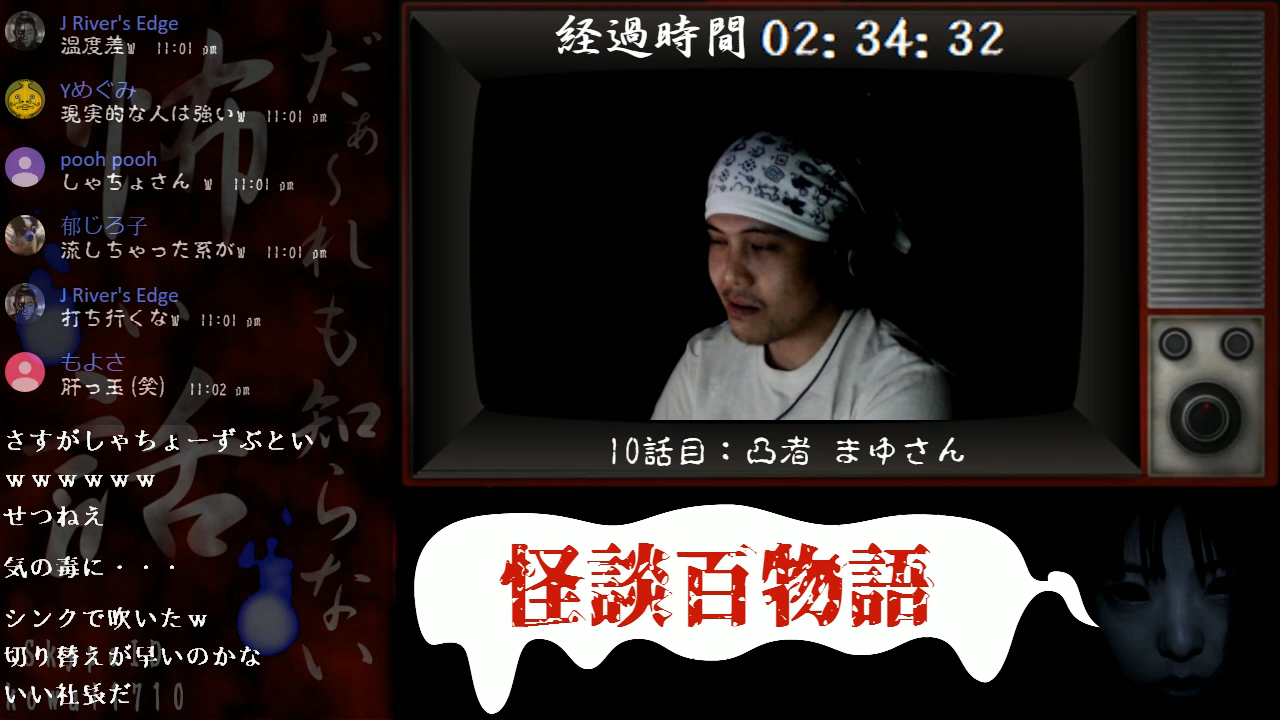 J River's Edge
温度差w 11:01 pm
Yめぐみ
現実的な人は強いw 11:01 pm
pooh pooh
しゃちょさん w 11:01 pm
郁じろ子
流しちゃった系がw 11:01 pm
J River's Edge
打ち行くなw 11:01 pm
もよさ
肝っ玉(笑) 11:02 pm
さすがしゃちょーずぶとい
ｗｗｗｗｗｗ
せつねえ
気の毒に・・・
シンクで吹いたｗ
切り替えが早いのかな
いい社長だ
だぁ～れも知らない
怖い話
経過時間 02:34:32
10話目：凸者 まゆさん
怪談百物語